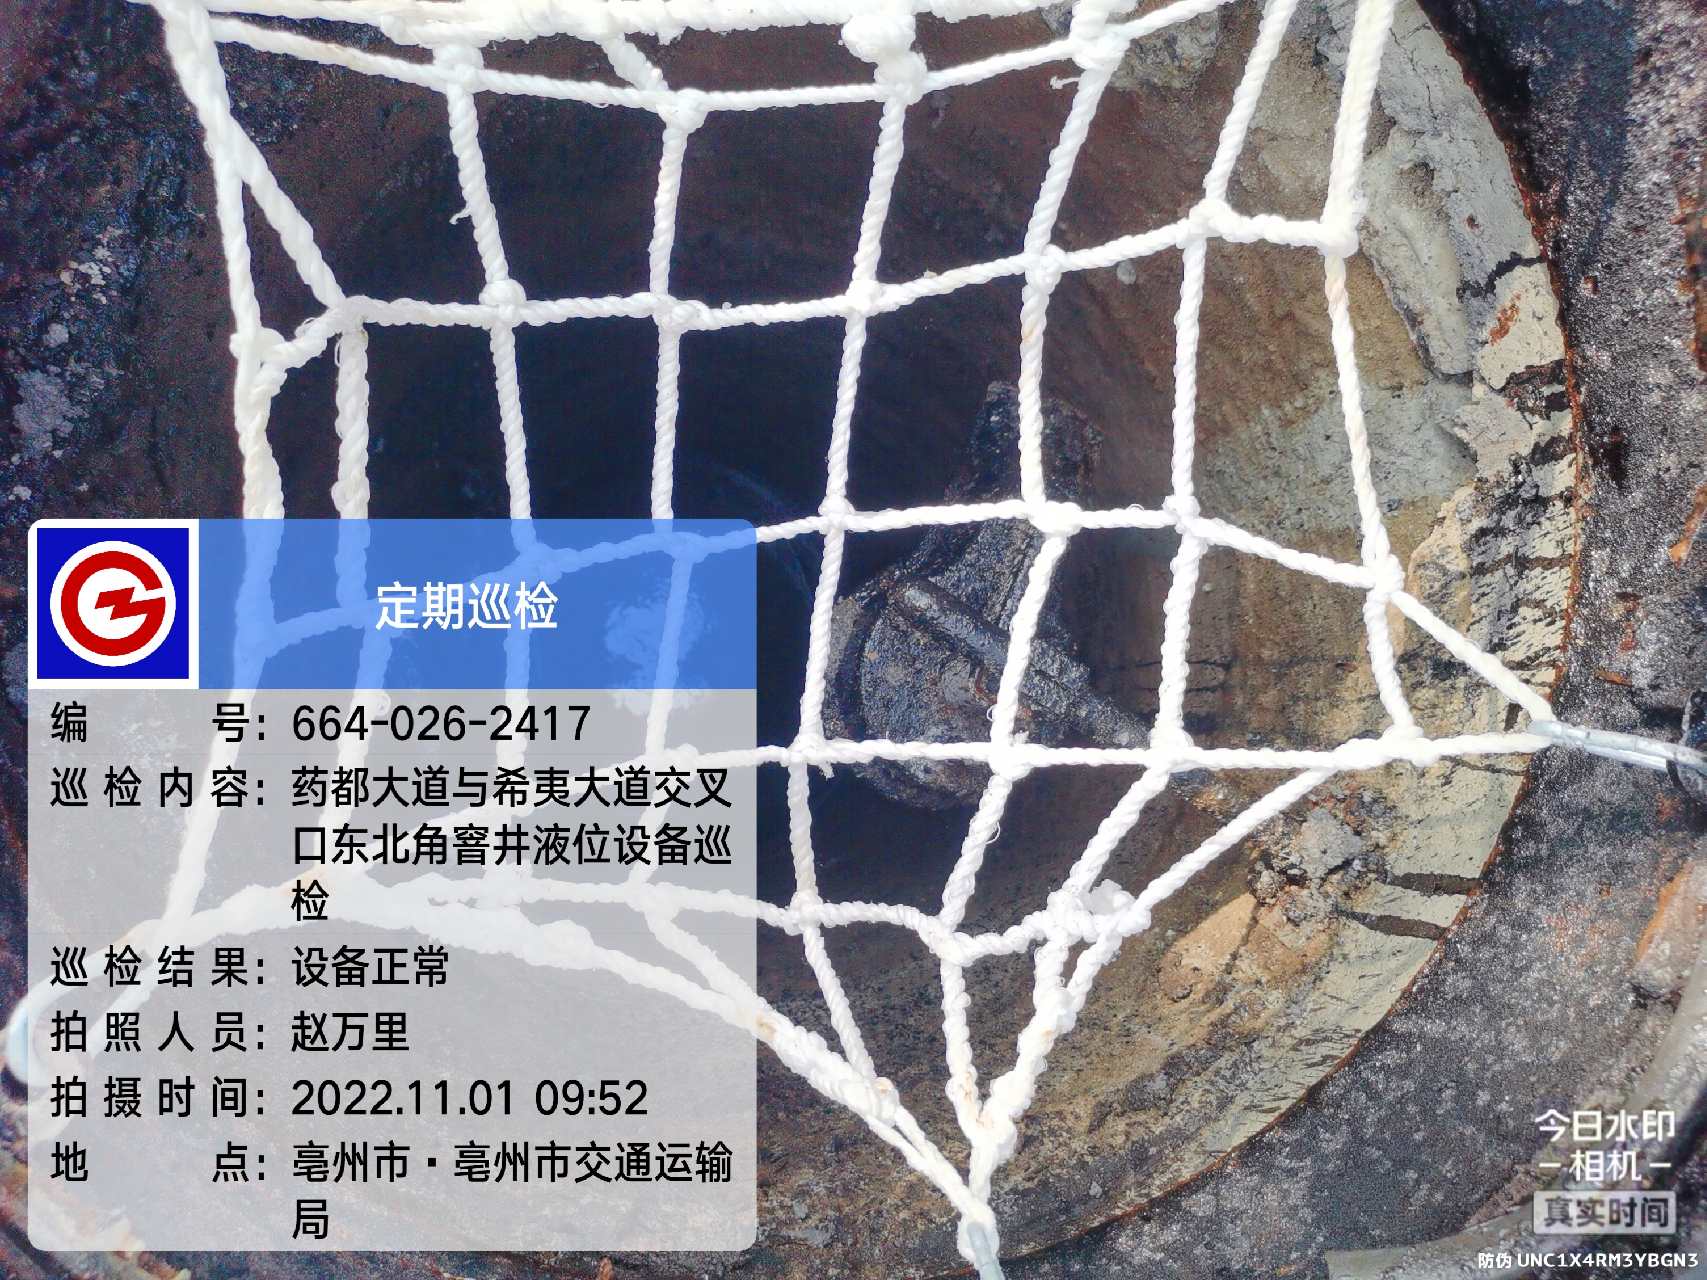 定期巡检
编号：664-026-2417
巡检内容：药都大道与希夷大道交叉
口东北角窨井液位设备巡
检
巡检结果：设备正常
拍照人员：赵万里
拍摄时间：2022.11.01 09:52
地点：亳州市·亳州市交通运输
局
今日水印
-相机-
真实时间
防伪 UNC1X4RM3YBGN3